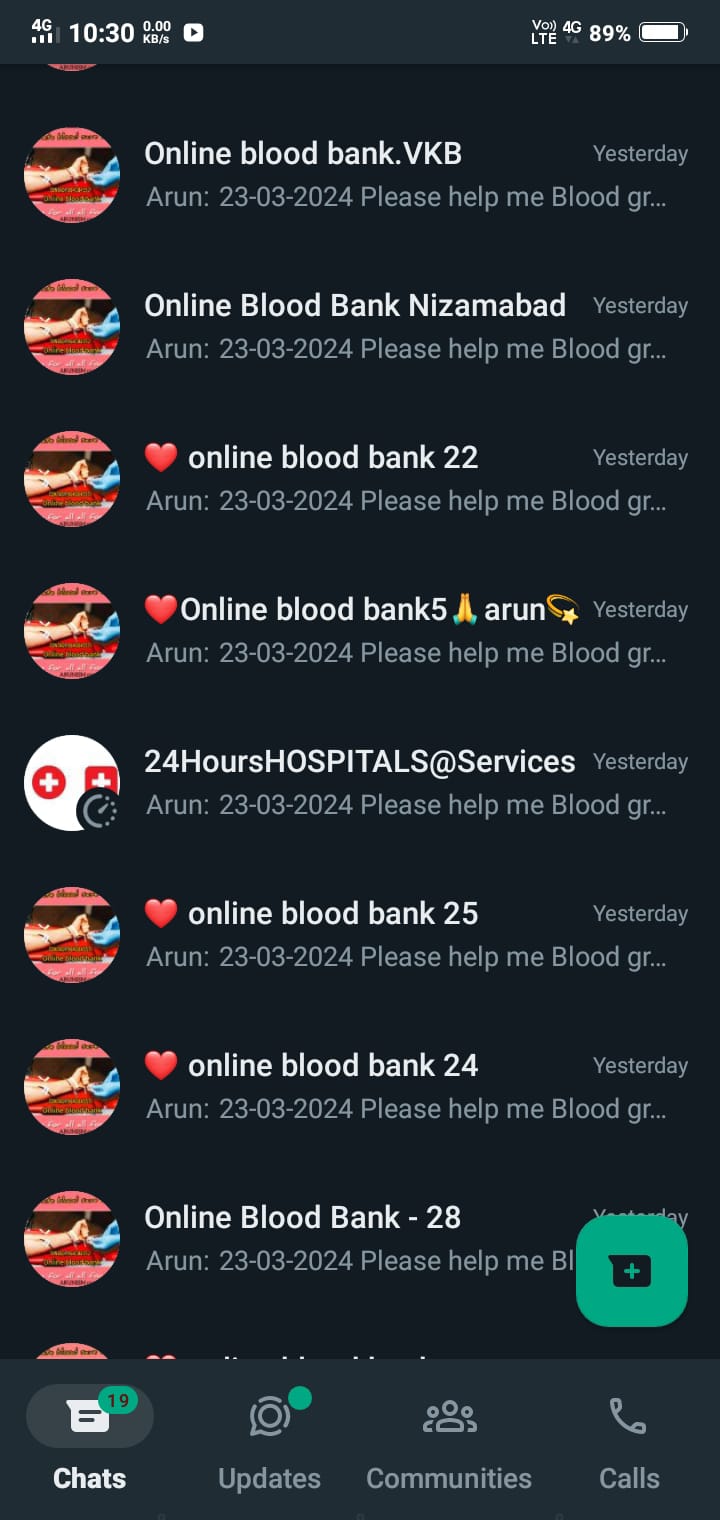 4G 10:30 0.00 KB/s Vo)) LTE 4G 89%
Online blood bank.VKB Yesterday
Arun: 23-03-2024 Please help me Blood gr...
Online Blood Bank Nizamabad Yesterday
Arun: 23-03-2024 Please help me Blood gr...
❤️ online blood bank 22 Yesterday
Arun: 23-03-2024 Please help me Blood gr...
❤️Online blood bank5🙏arun💫 Yesterday
Arun: 23-03-2024 Please help me Blood gr...
24HoursHOSPITALS@Services Yesterday
Arun: 23-03-2024 Please help me Blood gr...
❤️ online blood bank 25 Yesterday
Arun: 23-03-2024 Please help me Blood gr...
❤️ online blood bank 24 Yesterday
Arun: 23-03-2024 Please help me Blood gr...
Online Blood Bank - 28 Yesterday
Arun: 23-03-2024 Please help me Bl
19
Chats Updates Communities Calls